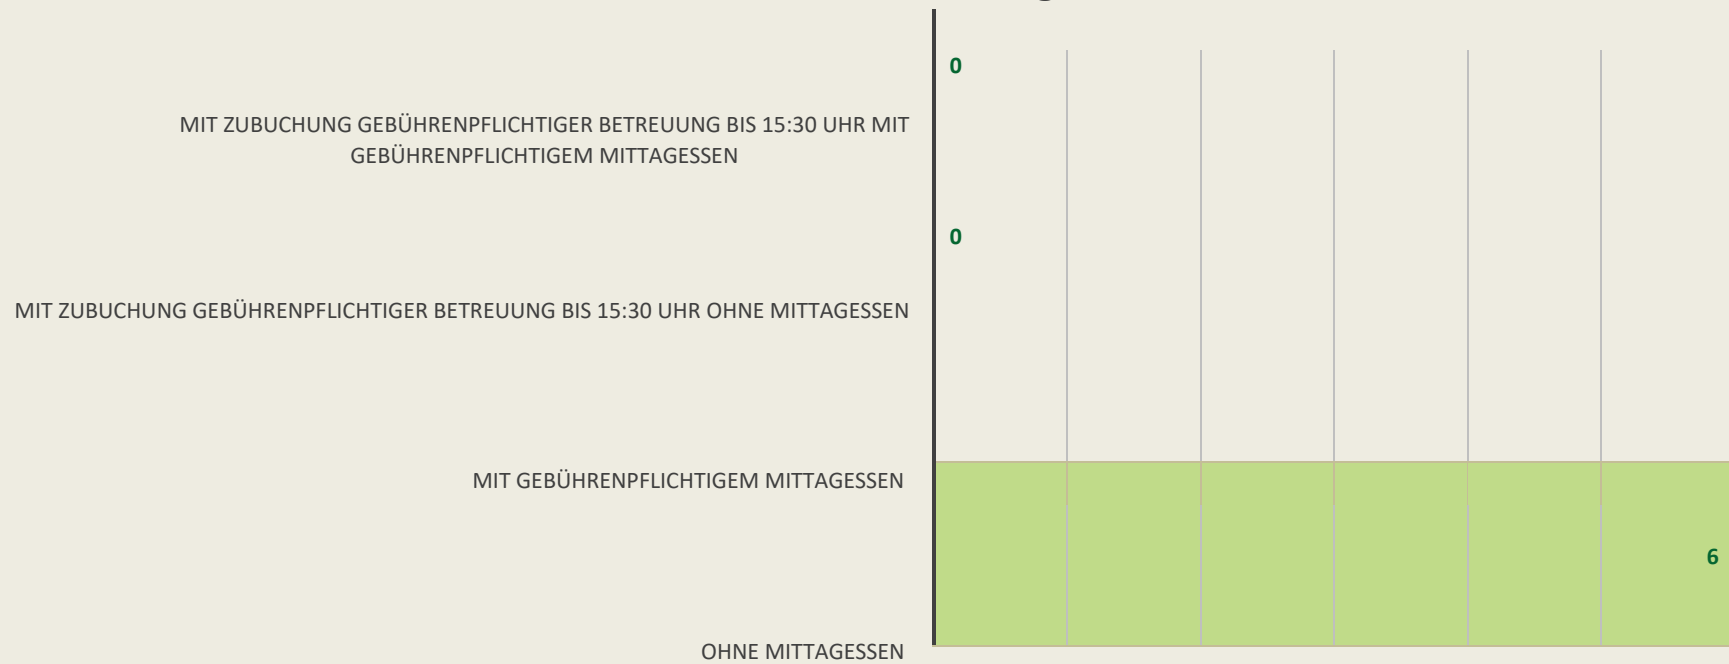 0
MIT ZUBUCHUNG GEBÜHRENPFLICHTIGER BETREUUNG BIS 15:30 UHR MIT
GEBÜHRENPFLICHTIGEM MITTAGESSEN
0
MIT ZUBUCHUNG GEBÜHRENPFLICHTIGER BETREUUNG BIS 15:30 UHR OHNE MITTAGESSEN
MIT GEBÜHRENPFLICHTIGEM MITTAGESSEN
6
OHNE MITTAGESSEN